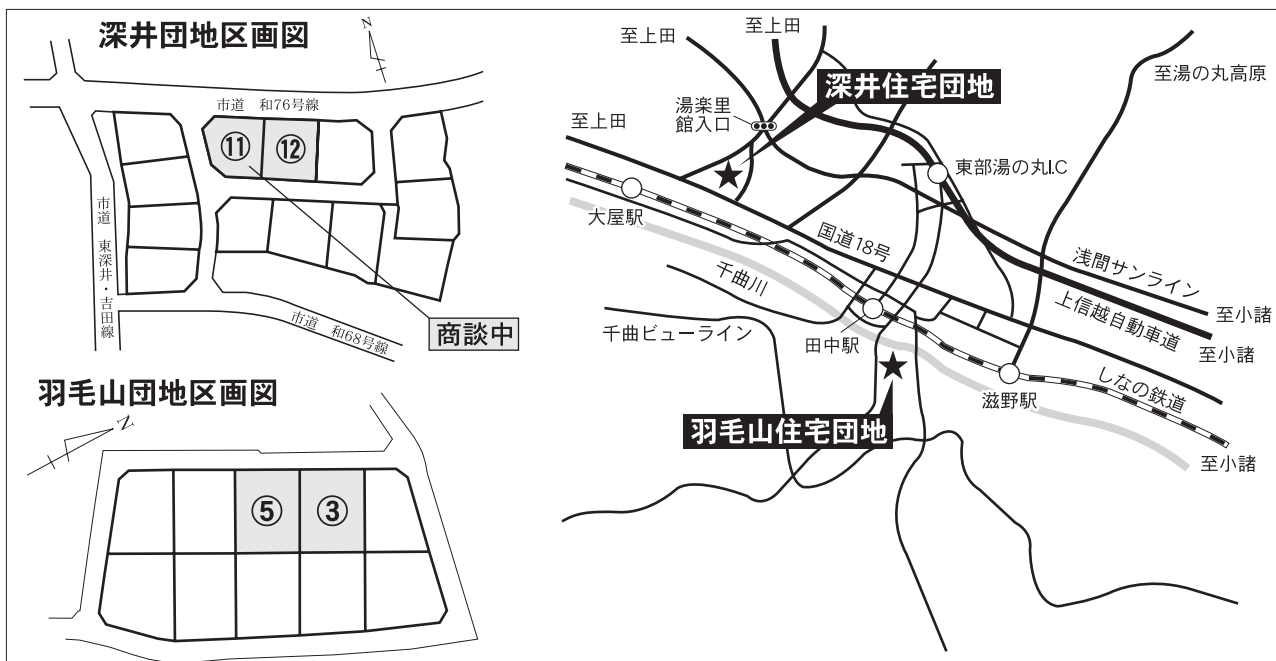 深井団地区画図
N
市道 和76号線
⑪
⑫
市道 東深井・吉田線
市道 和68号線
商談中
羽毛山団地区画図
N
⑤
③
至上田
至上田
至湯の丸高原
深井住宅団地
湯楽里
館入口
至上田
東部湯の丸I.C
大屋駅
国道18号
浅間サンライン
千曲川
上信越自動車道
至小諸
千曲ビューライン
田中駅
至小諸
しなの鉄道
滋野駅
羽毛山住宅団地
至小諸